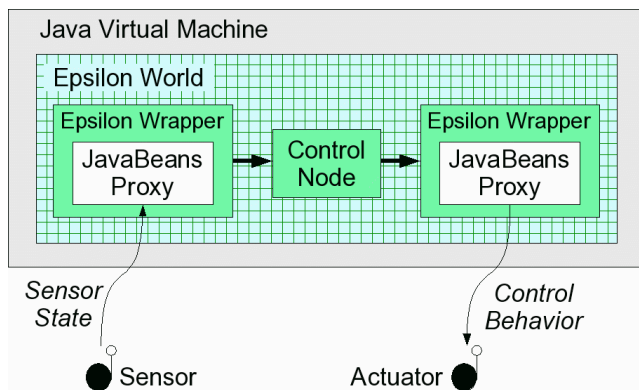 Java Virtual Machine
Epsilon World
Epsilon Wrapper
JavaBeans
Proxy
Control
Node
Epsilon Wrapper
JavaBeans
Proxy
Sensor
State
Control
Behavior
Sensor
Actuator